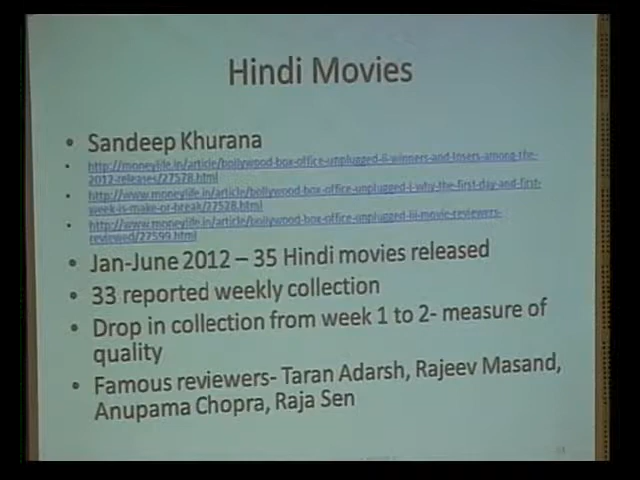 Hindi Movies
• Sandeep Khurana
• http://moneylife.in/article/bollywood-box-office-unplugged-ii-winners-and-losers-among-the-
2012-releases/27578.html
• http://www.moneylife.in/article/bollywood-box-office-unplugged-i-why-the-first-day-and-first-
week-is-make-or-break/27528.html
• http://www.moneylife.in/article/bollywood-box-office-unplugged-iii-movie-reviewers-
reviewed/27599.html
• Jan-June 2012 – 35 Hindi movies released
• 33 reported weekly collection
• Drop in collection from week 1 to 2- measure of
quality
• Famous reviewers- Taran Adarsh, Rajeev Masand,
Anupama Chopra, Raja Sen